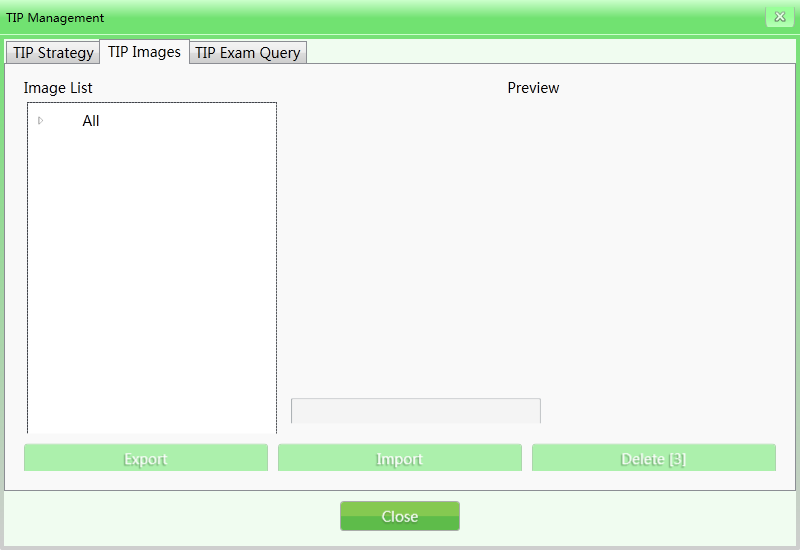 TIP Management
TIP Strategy TIP Images TIP Exam Query
Image List Preview
All
Export Import Delete [3]
Close